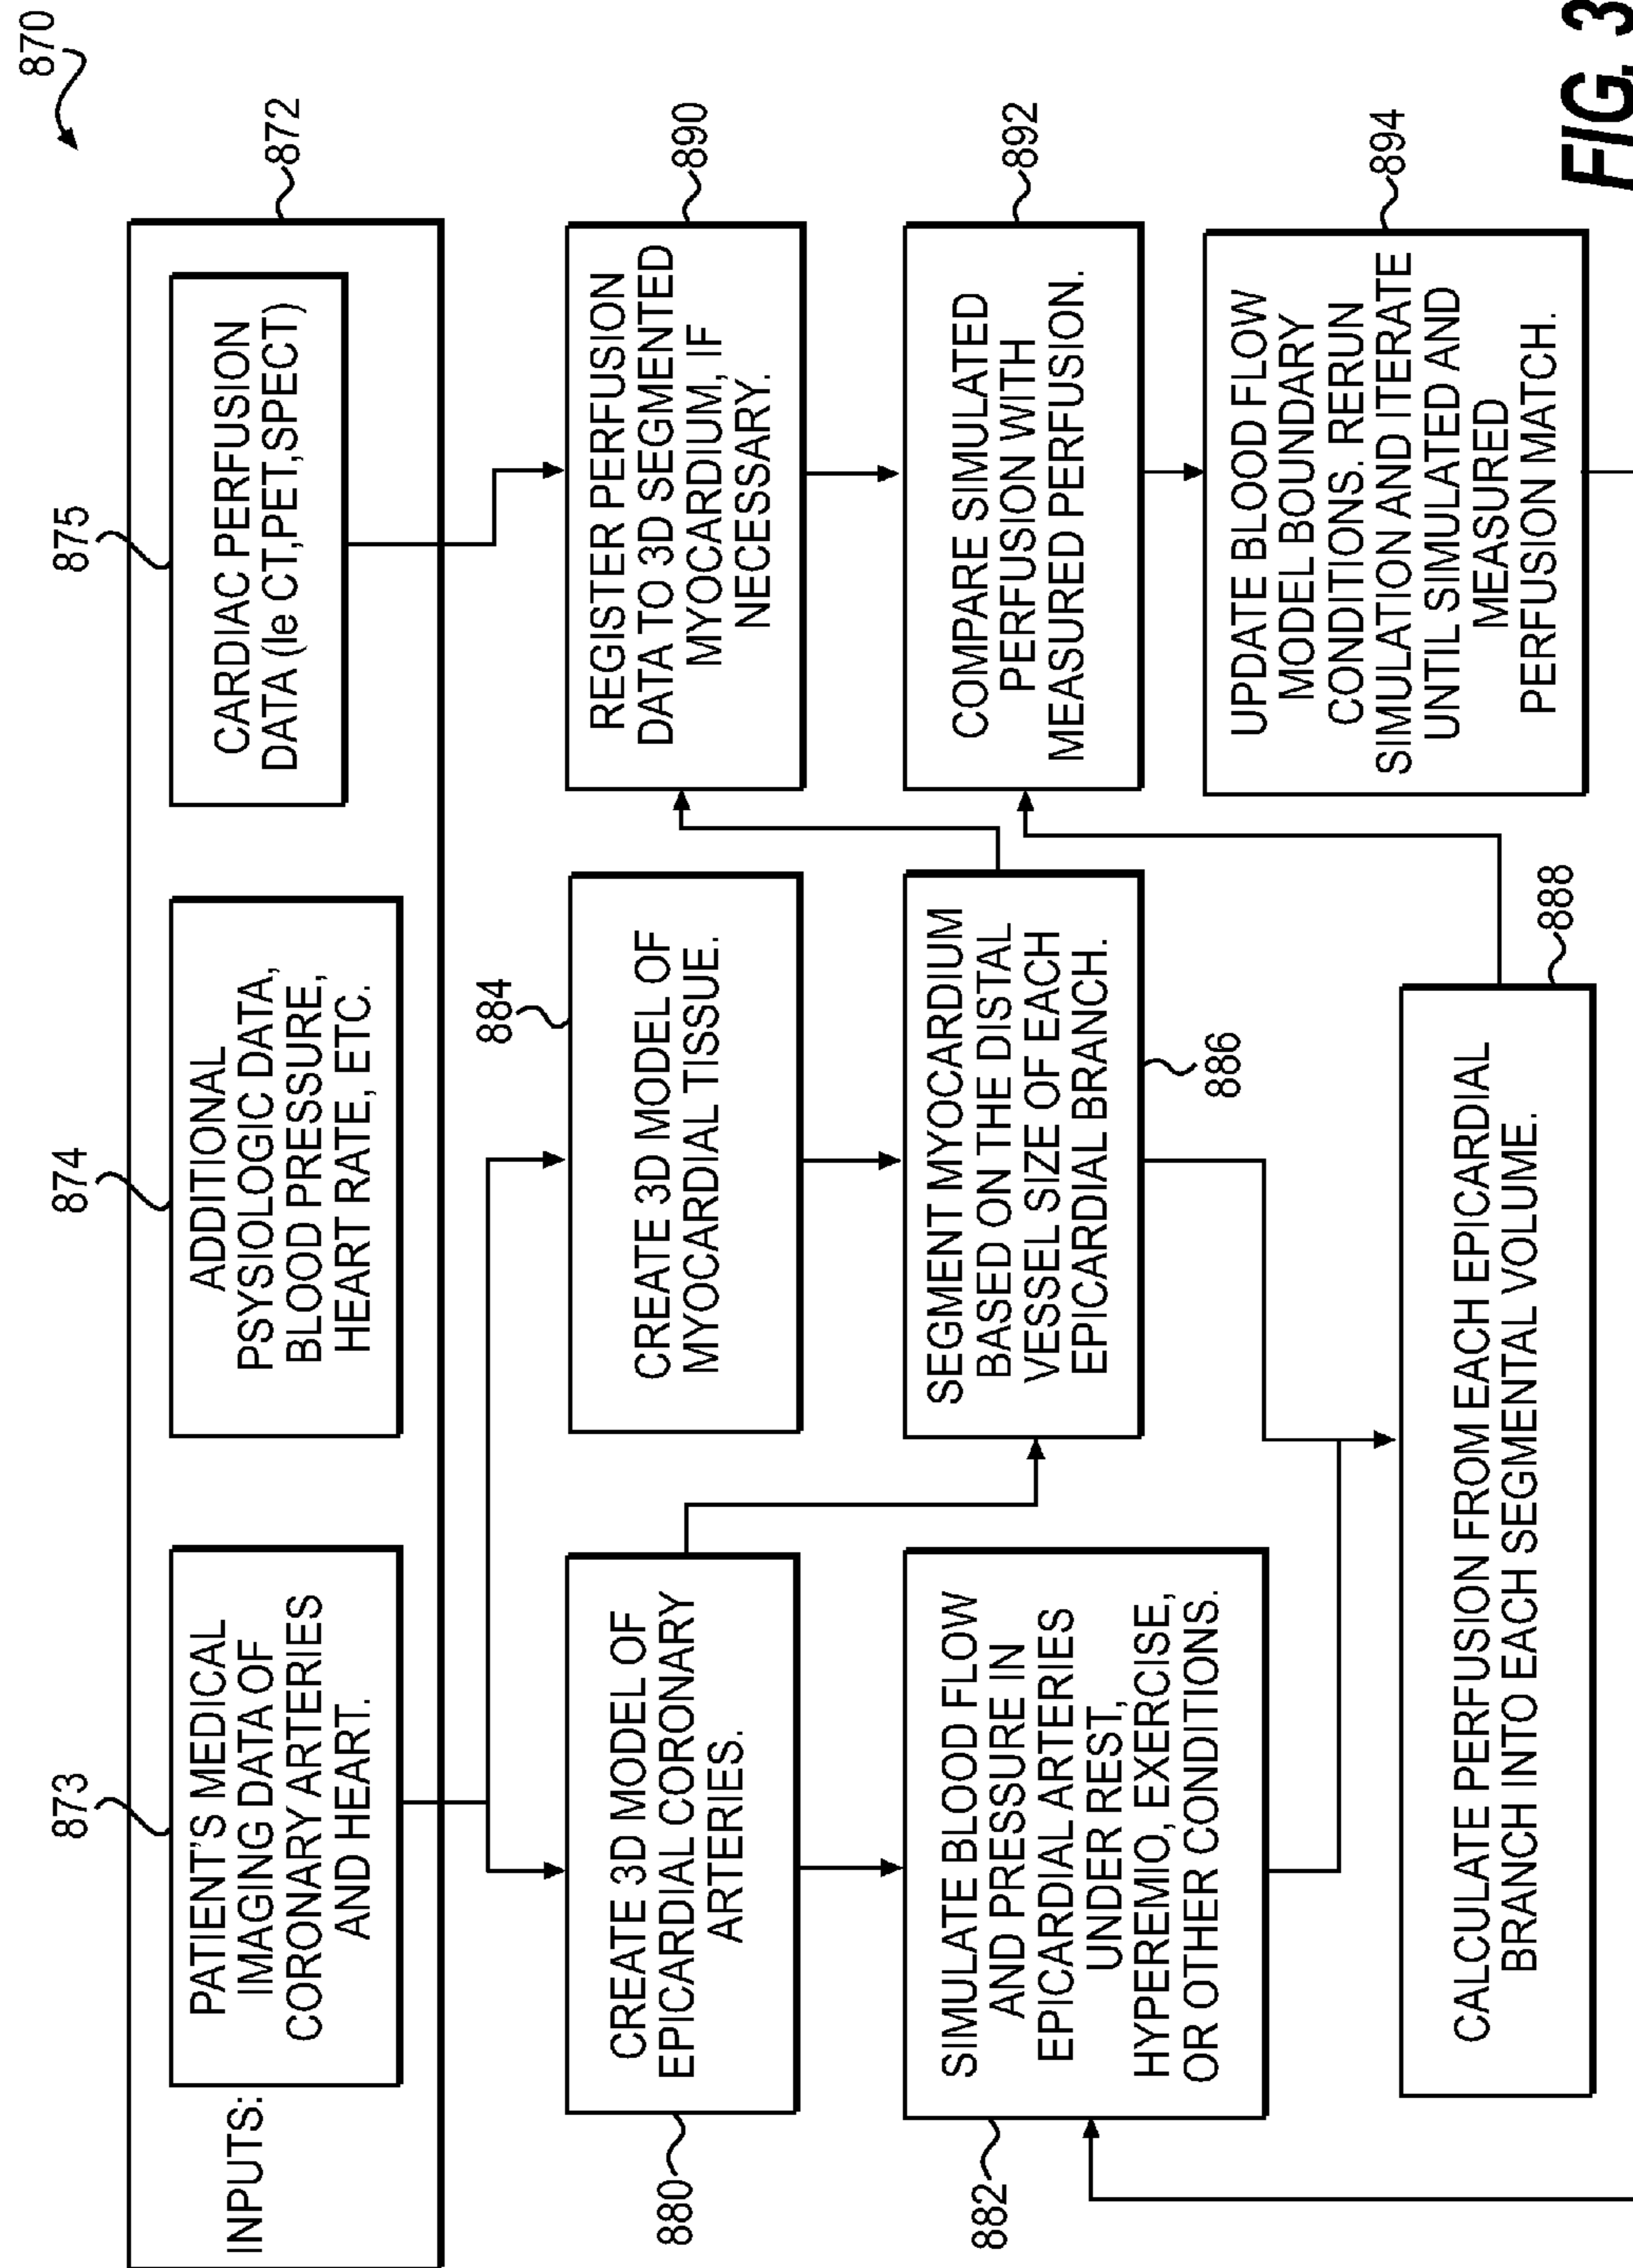 870
872
INPUTS:
873
PATIENT'S MEDICAL
IMAGING DATA OF
CORONARY ARTERIES
AND HEART.
874
ADDITIONAL
PSYSIOLOGIC DATA,
BLOOD PRESSURE,
HEART RATE, ETC.
875
CARDIAC PERFUSION
DATA (Ie CT,PET,SPECT)
880
CREATE 3D MODEL OF
EPICARDIAL CORONARY
ARTERIES.
884
CREATE 3D MODEL OF
MYOCARDIAL TISSUE.
890
REGISTER PERFUSION
DATA TO 3D SEGMENTED
MYOCARDIUM, IF
NECESSARY.
882
SIMULATE BLOOD FLOW
AND PRESSURE IN
EPICARDIAL ARTERIES
UNDER REST,
HYPEREMIO, EXERCISE,
OR OTHER CONDITIONS.
SEGMENT MYOCARDIUM
BASED ON THE DISTAL
VESSEL SIZE OF EACH
EPICARDIAL BRANCH.
886
892
COMPARE SIMULATED
PERFUSION WITH
MEASURED PERFUSION.
894
UPDATE BLOOD FLOW
MODEL BOUNDARY
CONDITIONS. RERUN
SIMULATION AND ITERATE
UNTIL SIMULATED AND
MEASURED
PERFUSION MATCH.
888
CALCULATE PERFUSION FROM EACH EPICARDIAL
BRANCH INTO EACH SEGMENTAL VOLUME.
FIG. 3